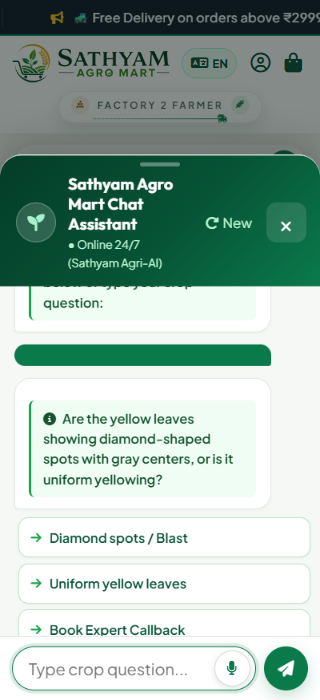 Free Delivery on orders above ₹2999
SATHYAM
AGRO MART
EN
FACTORY 2 FARMER
Sathyam Agro
Mart Chat
Assistant
• Online 24/7
(Sathyam Agri-AI)
New
question:
Are the yellow leaves
showing diamond-shaped
spots with gray centers, or is it
uniform yellowing?
→ Diamond spots / Blast
→ Uniform yellow leaves
→ Book Expert Callback
Type crop question...